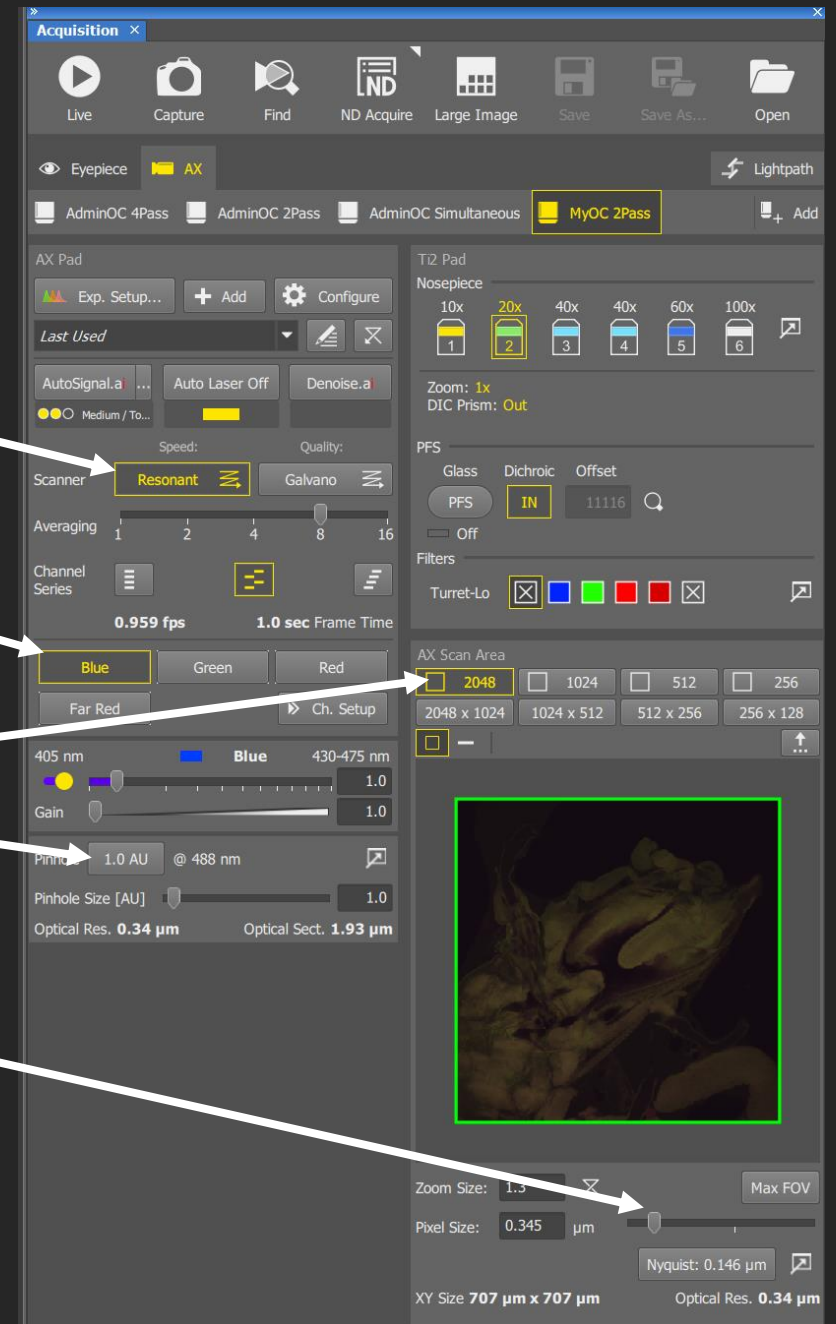 Acquisition
Live Capture Find ND Acquire Large Image Save Save As... Open
Eyepiece AX Lightpath
AdminOC 4Pass AdminOC 2Pass AdminOC Simultaneous MyOC 2Pass Add
AX Pad
Exp. Setup... Add Configure
Last Used
AutoSignal.ai ... Auto Laser Off Denoise.ai
Medium / To...
Speed: Quality:
Scanner Resonant Galvano
Averaging 1 2 4 8 16
Channel
Series
0.959 fps 1.0 sec Frame Time
Blue Green Red
Far Red Ch. Setup
405 nm Blue 430-475 nm
1.0
Gain 1.0
Pinhole 1.0 AU @ 488 nm
Pinhole Size [AU] 1.0
Optical Res. 0.34 µm Optical Sect. 1.93 µm
Ti2 Pad
Nosepiece
10x 20x 40x 40x 60x 100x
1 2 3 4 5 6
Zoom: 1x
DIC Prism: Out
PFS
Glass Dichroic Offset
PFS IN 11116
Off
Filters
Turret-Lo
AX Scan Area
2048 1024 512 256
2048 x 1024 1024 x 512 512 x 256 256 x 128
Zoom Size: 1.3 Max FOV
Pixel Size: 0.345 µm
Nyquist: 0.146 µm
XY Size 707 µm x 707 µm Optical Res. 0.34 µm